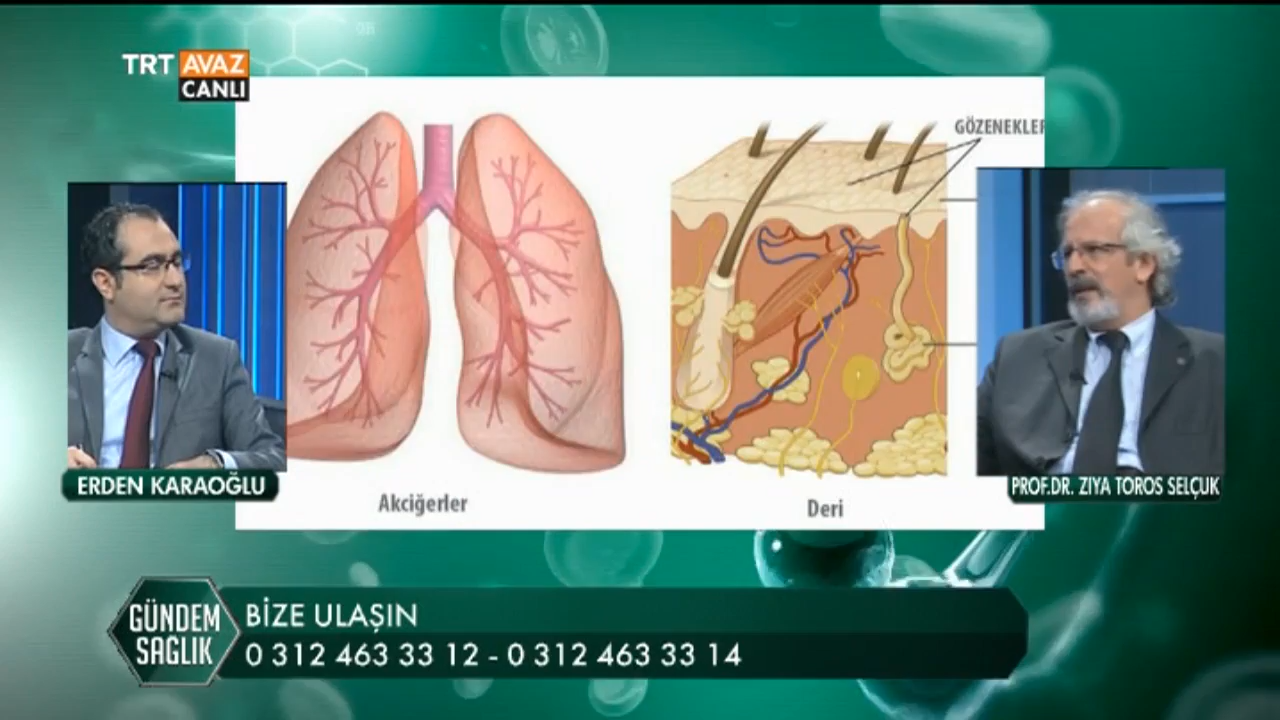 TRT AVAZ
CANLI
GÖZENEKLER
ERDEN KARAOĞLU
PROF.DR. ZIYA TOROS SELÇUK
Akciğerler
Deri
GÜNDEM
SAĞLIK
BİZE ULAŞIN
0 312 463 33 12 - 0 312 463 33 14